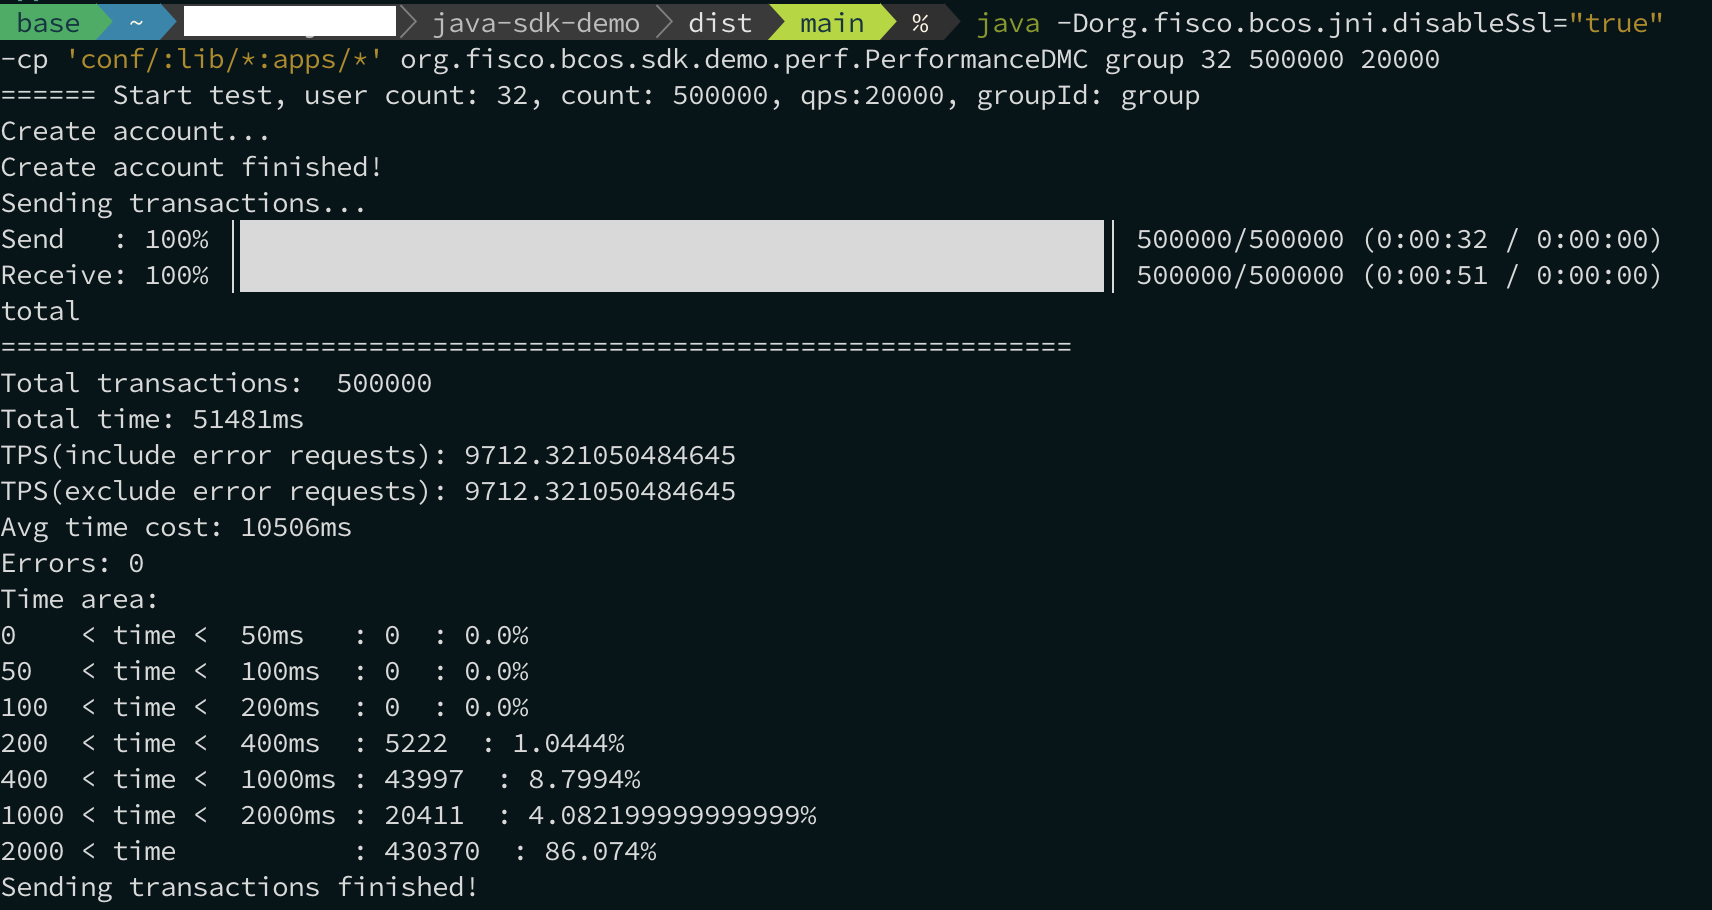 base ~ java-sdk-demo dist main % java -Dorg.fisco.bcos.jni.disableSsl="true"
-cp 'conf/:lib/*:apps/*' org.fisco.bcos.sdk.demo.perf.PerformanceDMC group 32 500000 20000
====== Start test, user count: 32, count: 500000, qps:20000, groupId: group
Create account...
Create account finished!
Sending transactions...
Send   : 100% │ │ 500000/500000 (0:00:32 / 0:00:00)
Receive: 100% │ │ 500000/500000 (0:00:51 / 0:00:00)
total
===================================================================
Total transactions:  500000
Total time: 51481ms
TPS(include error requests): 9712.321050484645
TPS(exclude error requests): 9712.321050484645
Avg time cost: 10506ms
Errors: 0
Time area:
0    < time <  50ms   : 0  : 0.0%
50   < time <  100ms  : 0  : 0.0%
100  < time <  200ms  : 0  : 0.0%
200  < time <  400ms  : 5222  : 1.0444%
400  < time <  1000ms : 43997  : 8.7994%
1000 < time <  2000ms : 20411  : 4.082199999999999%
2000 < time           : 430370  : 86.074%
Sending transactions finished!